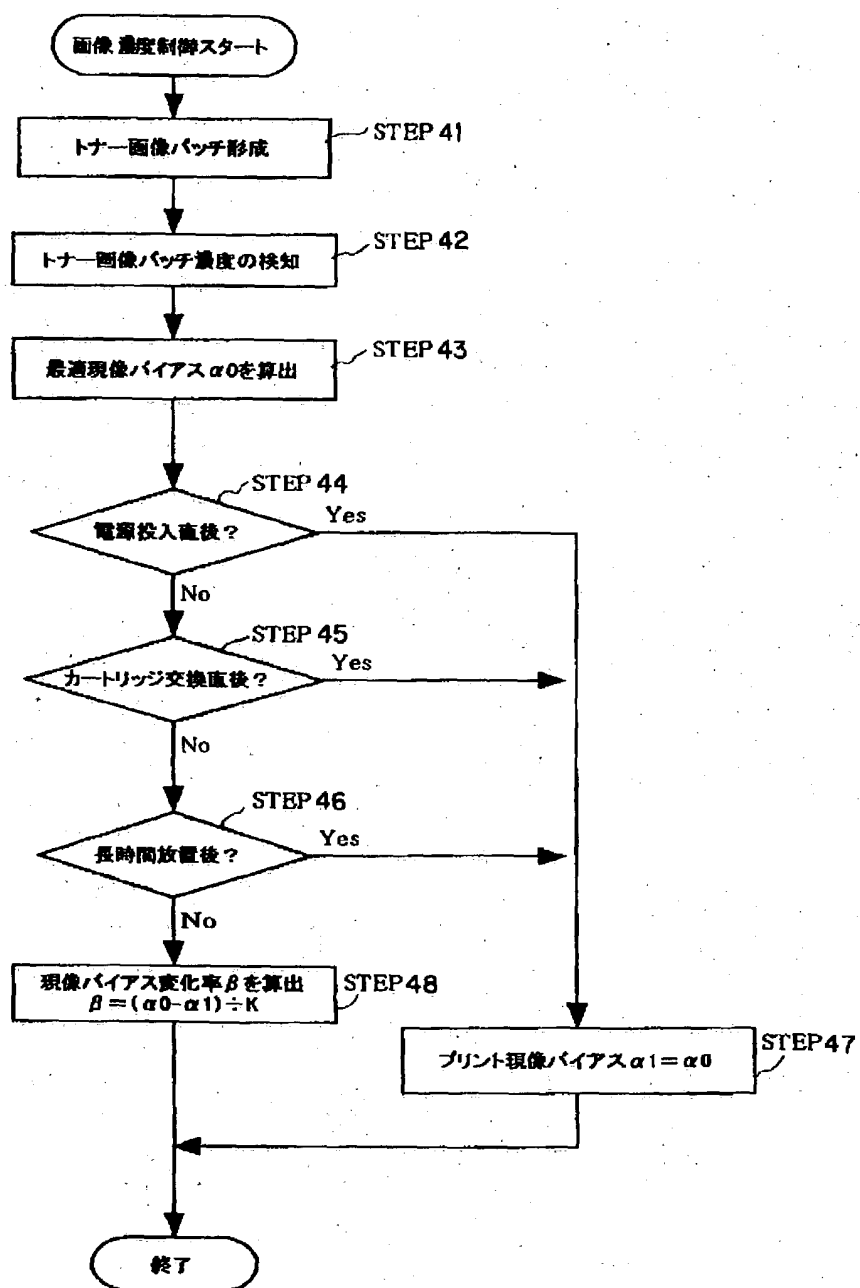 画像濃度制御スタート
トナー画像パッチ形成
STEP 41
トナー画像パッチ濃度の検知
STEP 42
最適現像バイアスα0を算出
STEP 43
STEP 44
電源投入直後？
Yes
No
STEP 45
カートリッジ交換直後？
Yes
No
STEP 46
長時間放置後？
Yes
No
現像バイアス変化率βを算出
β=(α0-α1)÷K
STEP 48
プリント現像バイアスα1=α0
STEP 47
終了